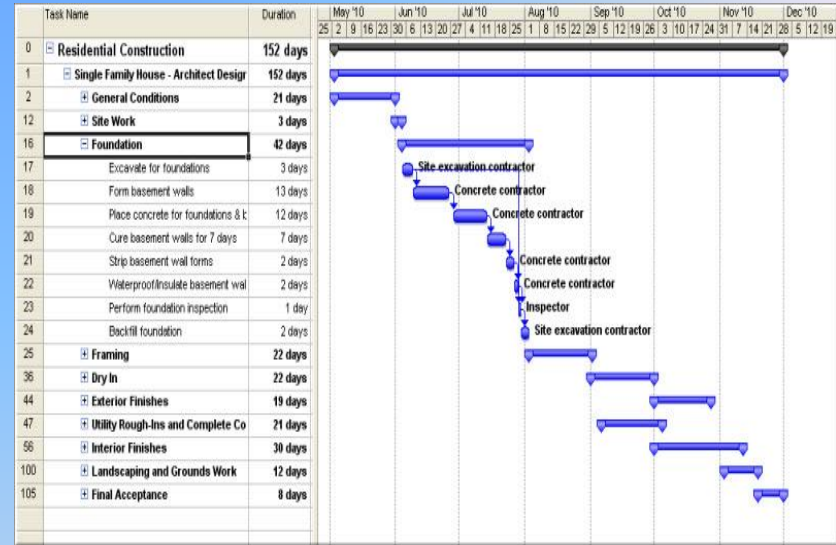 Task Name Duration May '10 Jun '10 Jul '10 Aug '10 Sep '10 Oct '10 Nov '10 Dec '10
25 2 9 16 23 30 6 13 20 27 4 11 18 25 1 8 15 22 29 5 12 19 26 3 10 17 24 31 7 14 21 28 5 12 19
0 Residential Construction 152 days
1 Single Family House - Architect Desigr 152 days
2 General Conditions 21 days
12 Site Work 3 days
16 Foundation 42 days
17 Excavate for foundations 3 days Site excavation contractor
18 Form basement walls 13 days Concrete contractor
19 Place concrete for foundations & b 12 days Concrete contractor
20 Cure basement walls for 7 days 7 days
21 Strip basement wall forms 2 days Concrete contractor
22 Waterproof/insulate basement wal 2 days Concrete contractor
23 Perform foundation inspection 1 day Inspector
24 Backfill foundation 2 days Site excavation contractor
25 Framing 22 days
36 Dry In 22 days
44 Exterior Finishes 19 days
47 Utility Rough-Ins and Complete Co 21 days
56 Interior Finishes 30 days
100 Landscaping and Grounds Work 12 days
105 Final Acceptance 8 days